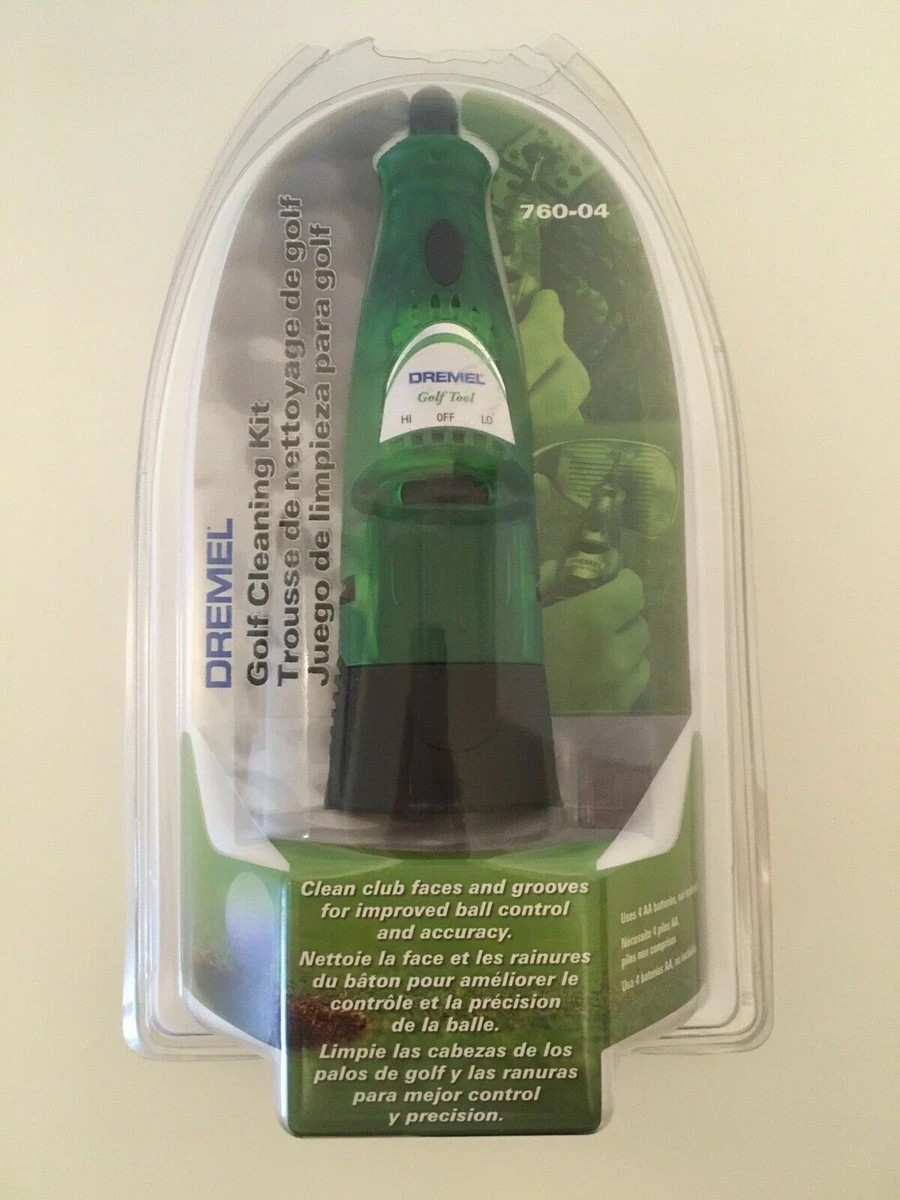 760-04
DREMEL
Golf Cleaning Kit
Trousse de nettoyage de golf
Juego de limpieza para golf
DREMEL
Golf Tool
HI OFF LO
DREMEL
Clean club faces and grooves
for improved ball control
and accuracy.
Nettoie la face et les rainures
du bâton pour améliorer le
contrôle et la précision
de la balle.
Limpie las cabezas de los
palos de golf y las ranuras
para mejor control
y precision.
Uses 4 AA batteries, not
Nécessite 4 piles AA,
piles non comprises
Usa 4 baterías AA, no